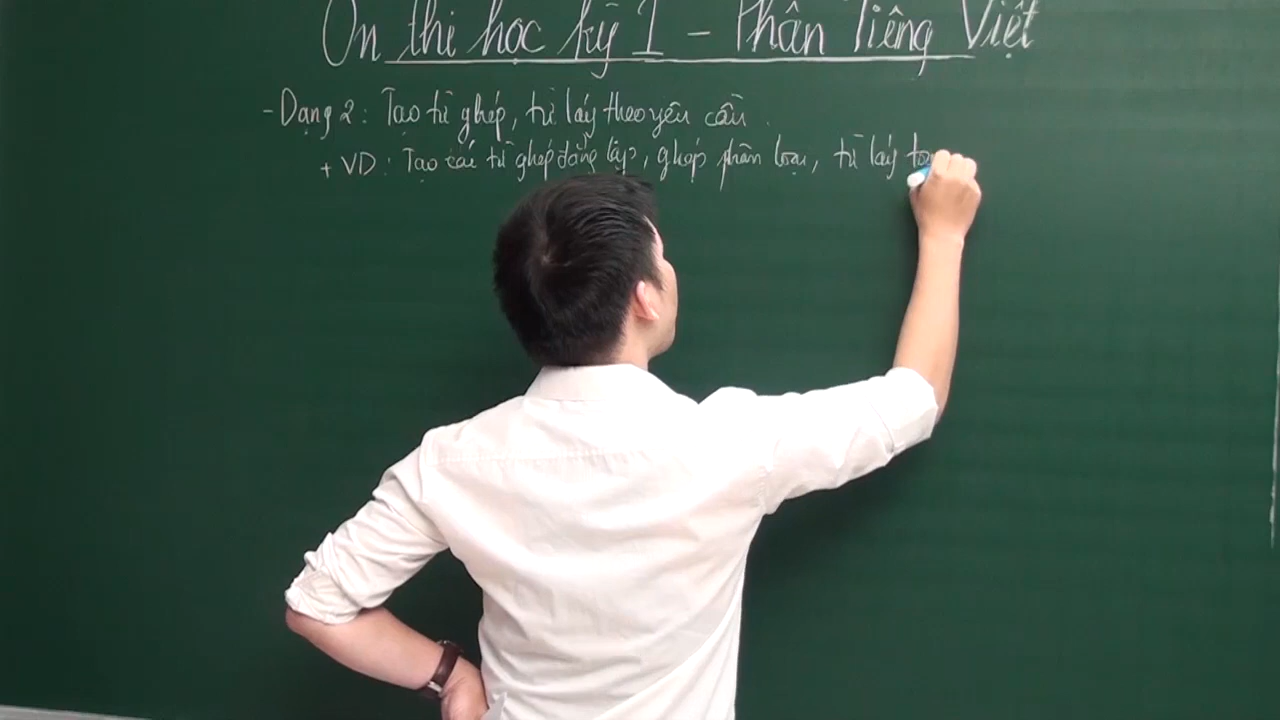 Ôn thi học kỳ 1 - Phần Tiếng Việt
- Dạng 2: Tạo từ ghép, từ láy theo yêu cầu.
+ VD: Tạo các từ ghép đẳng lập, ghép phân loại, từ láy